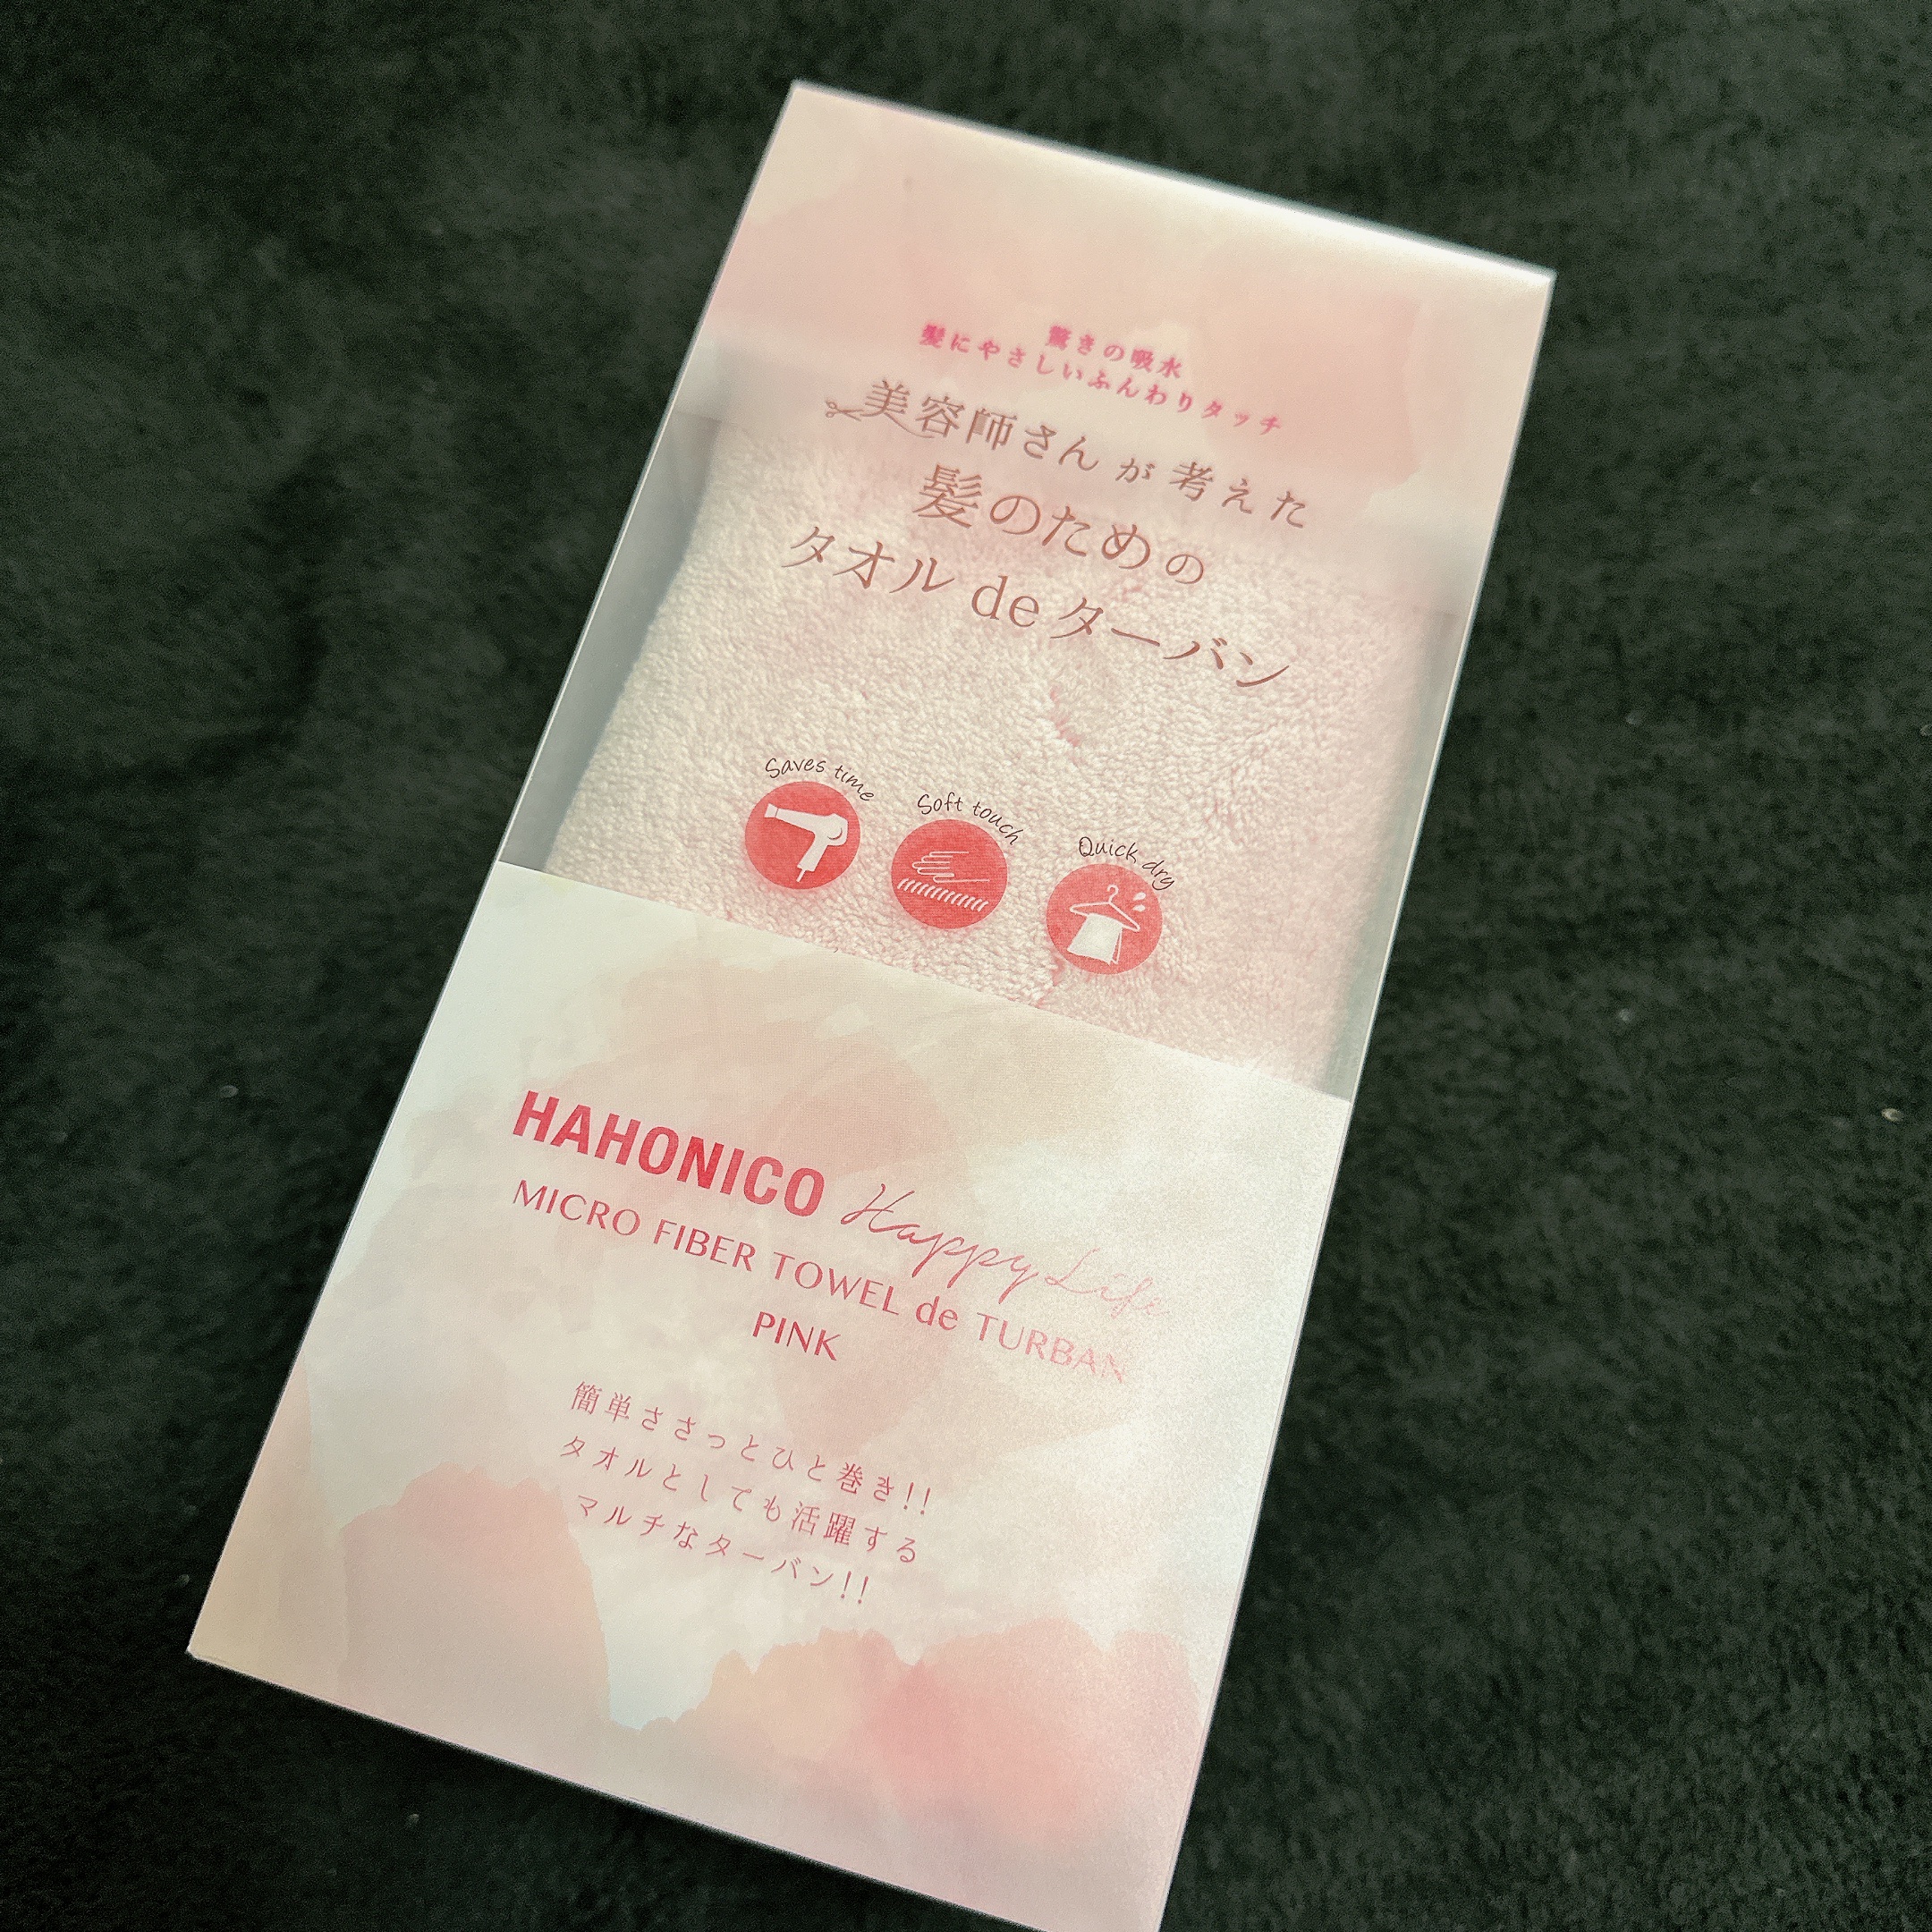 驚きの吸水
髪にやさしいふんわりタッチ
美容師さんが考えた
髪のための
タオル de ターバン
Saves time
Soft touch
Quick dry
HAHONICO Happy Life
MICRO FIBER TOWEL de TURBAN
PINK
簡単ささっとひと巻き!!
タオルとしても活躍する
マルチなターバン!!